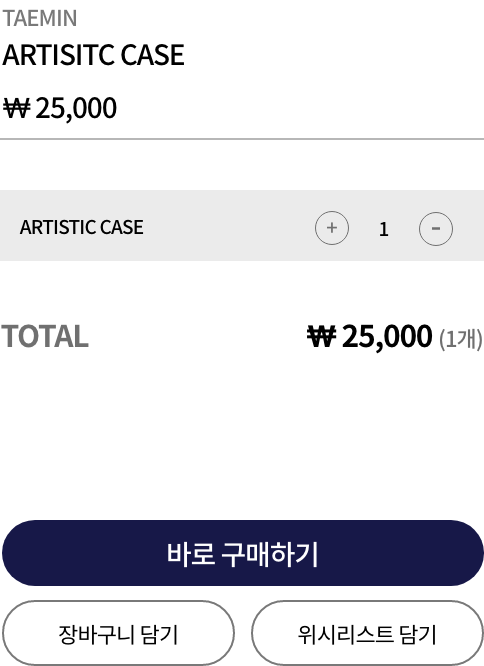 TAEMIN
ARTISITC CASE
₩ 25,000
ARTISTIC CASE + 1 -
TOTAL ₩ 25,000 (1개)
바로 구매하기
장바구니 담기 위시리스트 담기